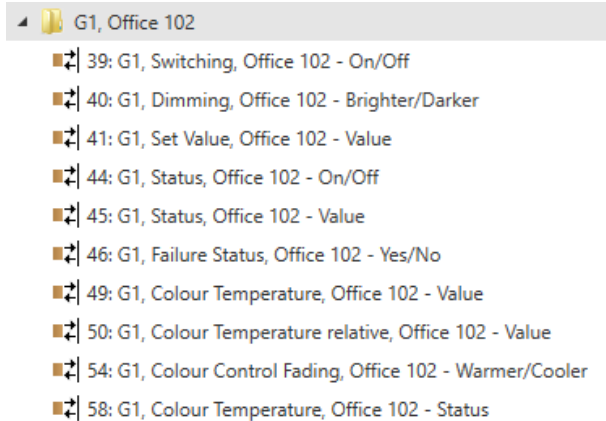 G1, Office 102
39: G1, Switching, Office 102 - On/Off
40: G1, Dimming, Office 102 - Brighter/Darker
41: G1, Set Value, Office 102 - Value
44: G1, Status, Office 102 - On/Off
45: G1, Status, Office 102 - Value
46: G1, Failure Status, Office 102 - Yes/No
49: G1, Colour Temperature, Office 102 - Value
50: G1, Colour Temperature relative, Office 102 - Value
54: G1, Colour Control Fading, Office 102 - Warmer/Cooler
58: G1, Colour Temperature, Office 102 - Status